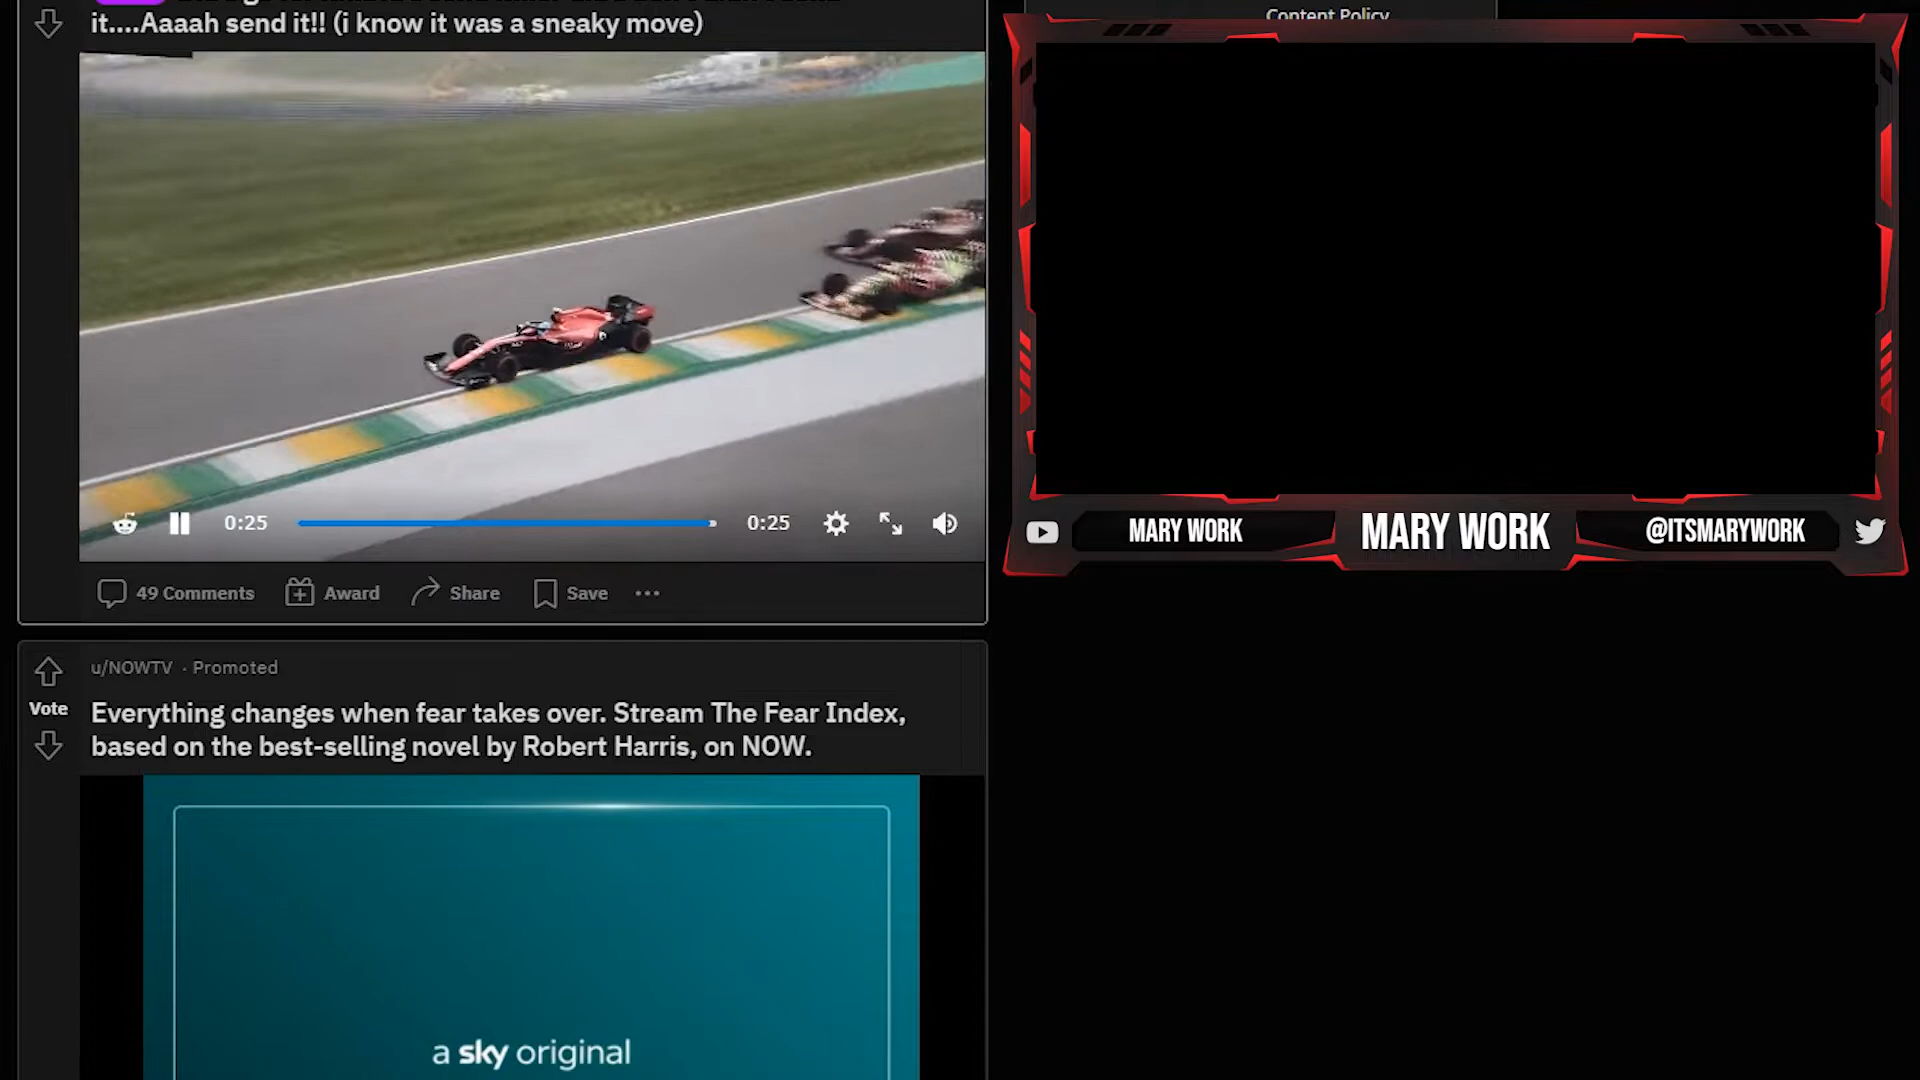 it....Aaaah send it!! (i know it was a sneaky move)
0:25
0:25
49 Comments
Award
Share
Save
u/NOWTV · Promoted
Vote
Everything changes when fear takes over. Stream The Fear Index,
based on the best-selling novel by Robert Harris, on NOW.
a sky original
Content Policy
MARY WORK
MARY WORK
@ITSMARYWORK